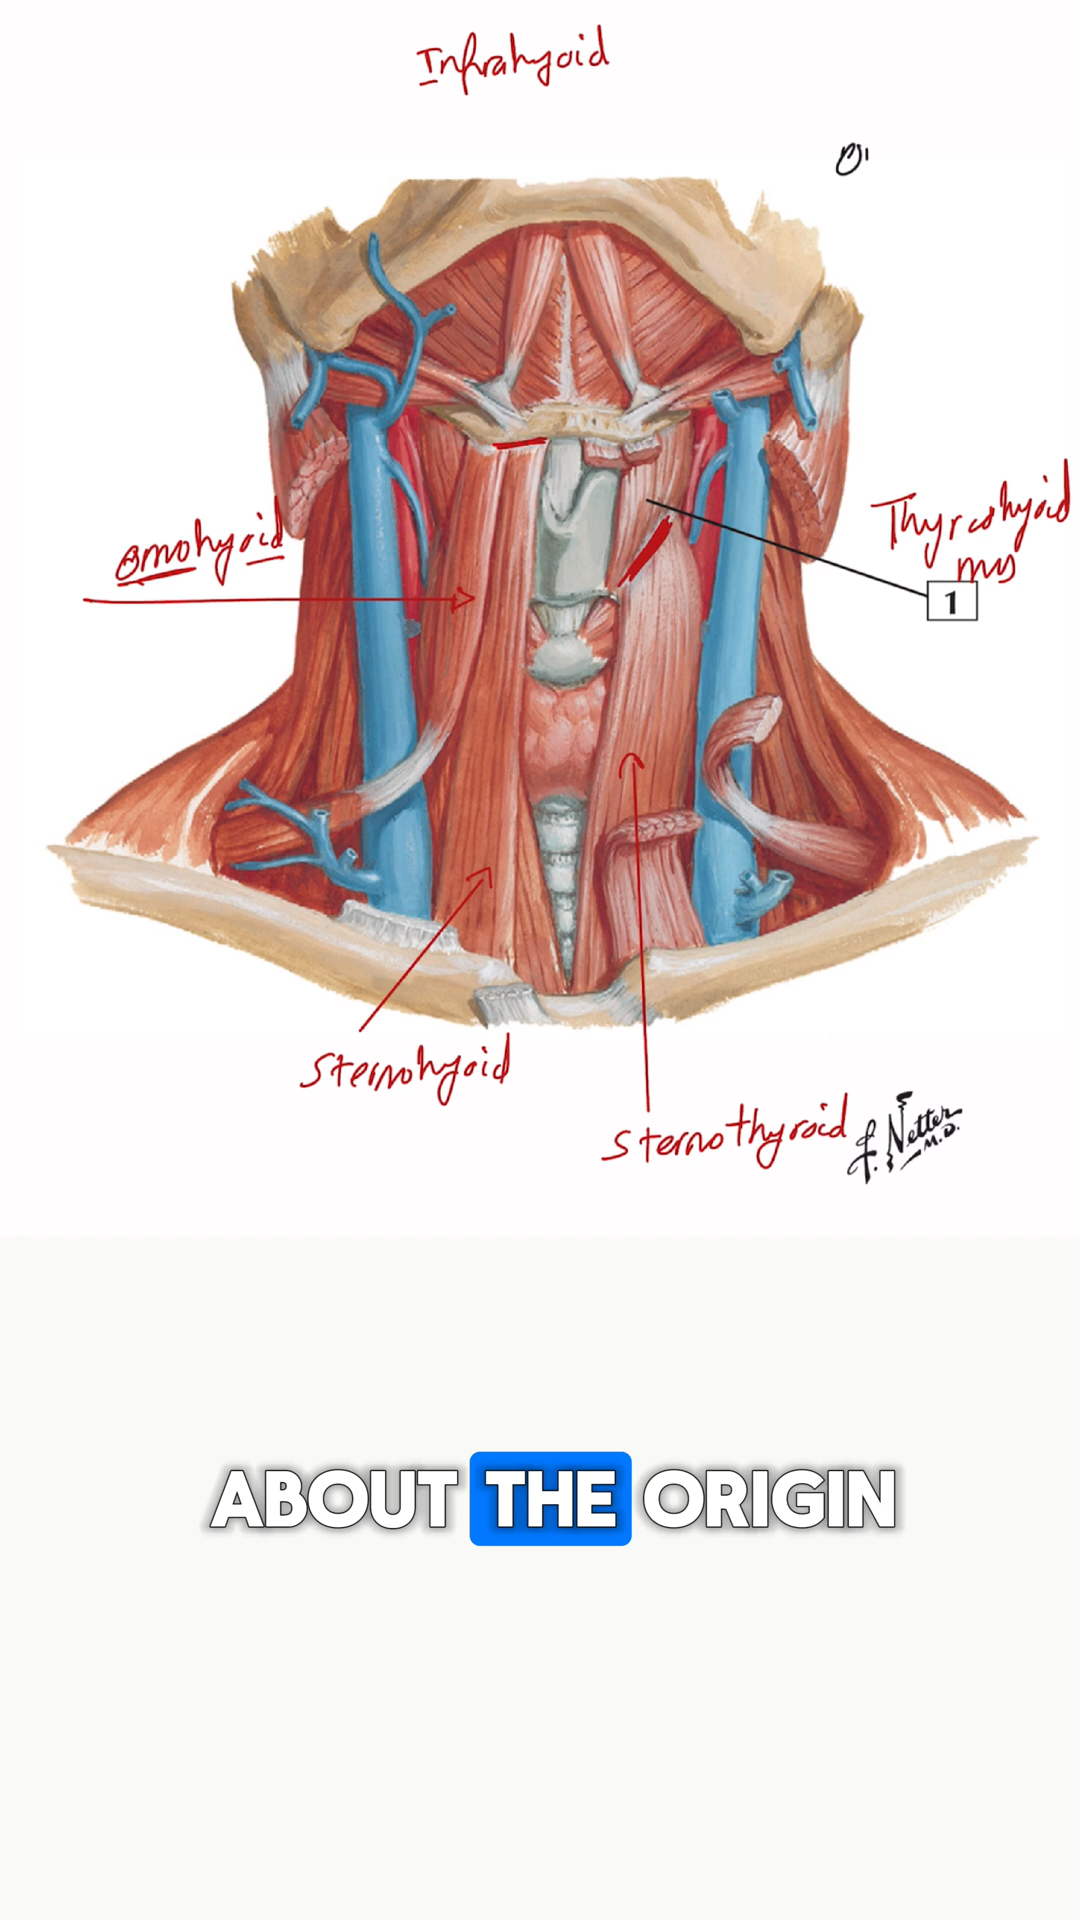 Infrahyoid
Omohyoid
Thyrohyoid
ms
1
Sternohyoid
Sternothyroid
F. Netter
M.D.
ABOUT THE ORIGIN